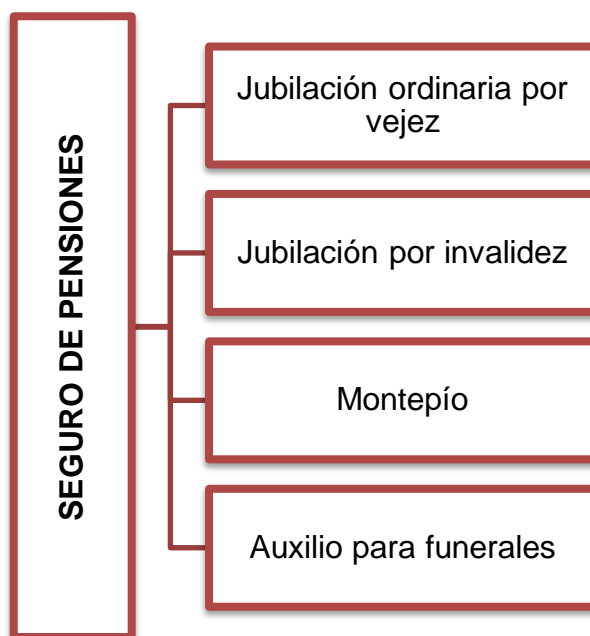 SEGURO DE PENSIONES
Jubilación ordinaria por
vejez
Jubilación por invalidez
Montepío
Auxilio para funerales